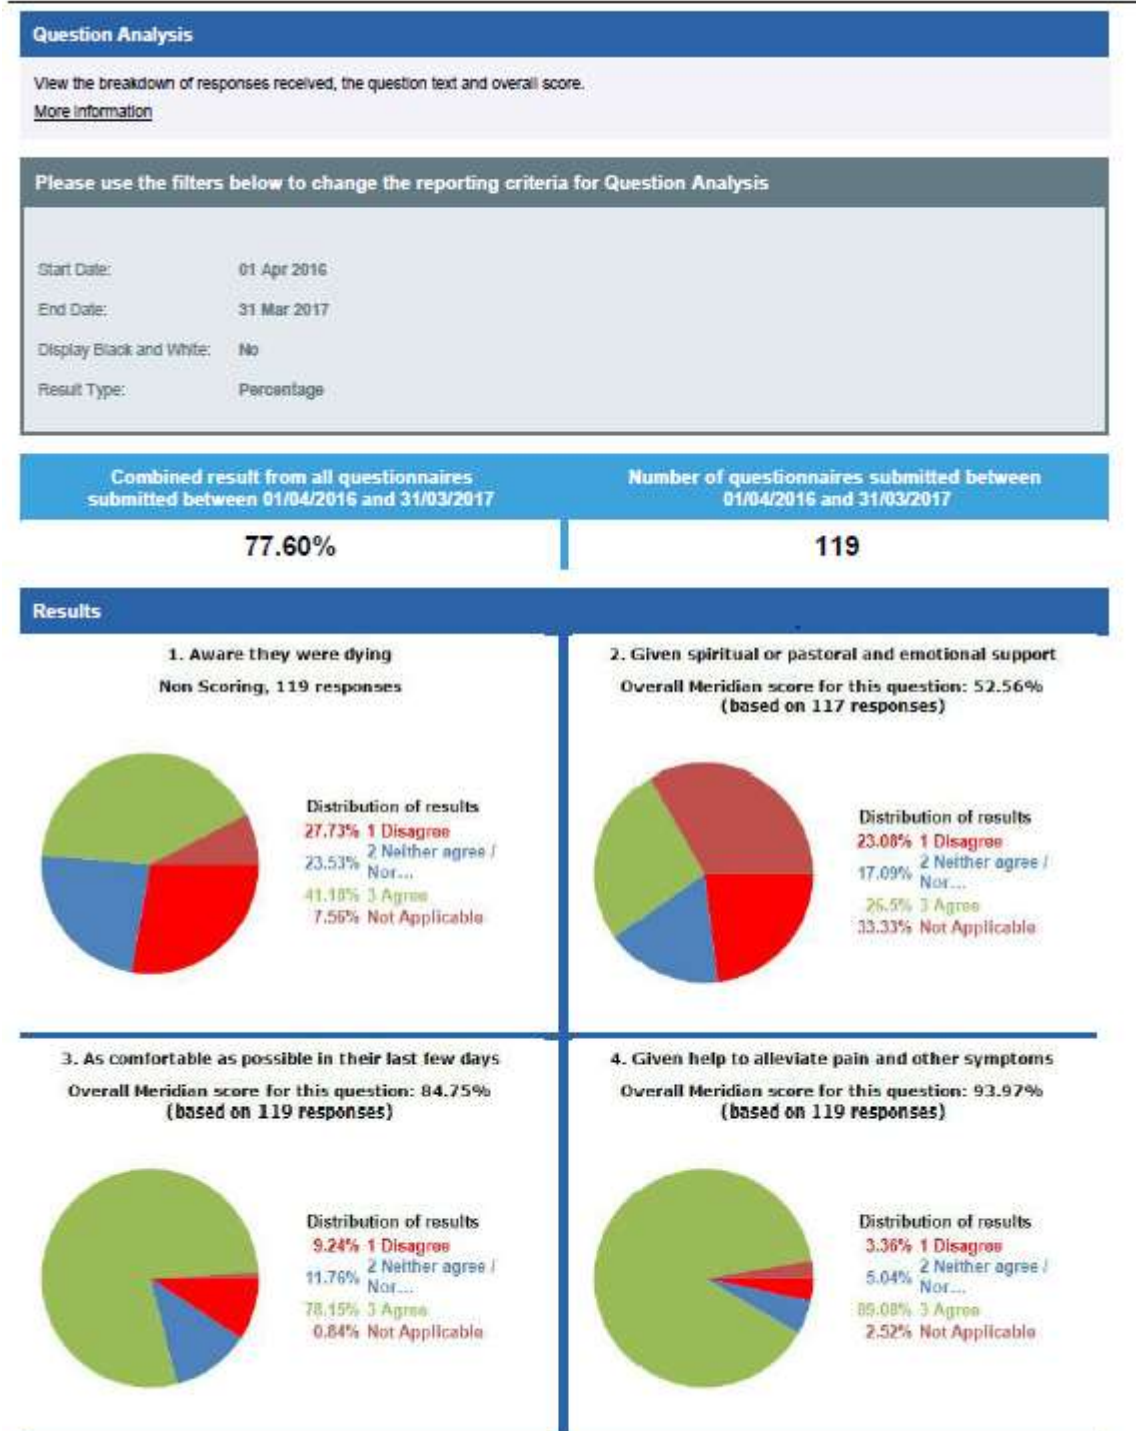 Question Analysis
View the breakdown of responses received, the question text and overall score.
More Information
Please use the filters below to change the reporting criteria for Question Analysis
Start Date: 01 Apr 2016
End Date: 31 Mar 2017
Display Black and White: No
Result Type: Percentage
Combined result from all questionnaires
submitted between 01/04/2016 and 31/03/2017
77.60%
Number of questionnaires submitted between
01/04/2016 and 31/03/2017
119
Results
1. Aware they were dying
Non Scoring, 119 responses
Distribution of results
27.73% 1 Disagree
23.53% 2 Neither agree /
Nor...
41.18% 3 Agree
7.56% Not Applicable
2. Given spiritual or pastoral and emotional support
Overall Meridian score for this question: 52.56%
(based on 117 responses)
Distribution of results
23.08% 1 Disagree
17.09% 2 Neither agree /
Nor...
26.5% 3 Agree
33.33% Not Applicable
3. As comfortable as possible in their last few days
Overall Meridian score for this question: 84.75%
(based on 119 responses)
Distribution of results
9.24% 1 Disagree
11.76% 2 Neither agree /
Nor...
78.15% 3 Agree
0.84% Not Applicable
4. Given help to alleviate pain and other symptoms
Overall Meridian score for this question: 93.97%
(based on 119 responses)
Distribution of results
3.36% 1 Disagree
5.04% 2 Neither agree /
Nor...
89.08% 3 Agree
2.52% Not Applicable